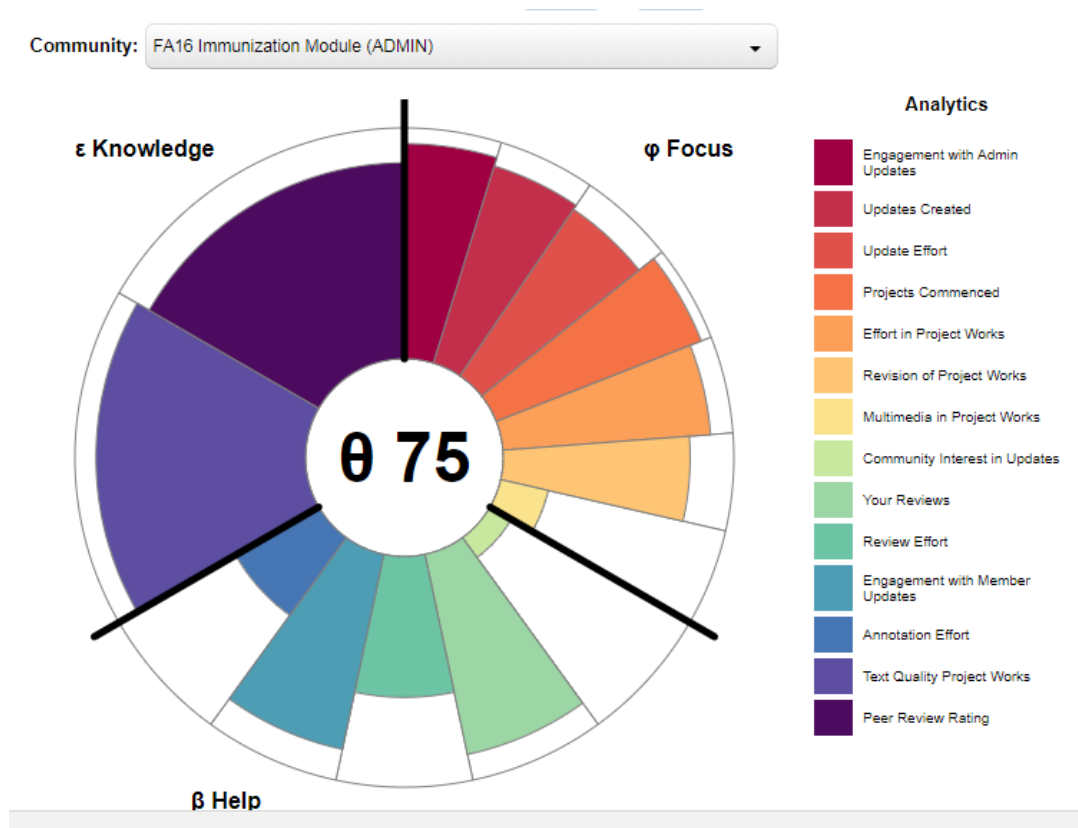 Community: FA16 Immunization Module (ADMIN)
ε Knowledge
φ Focus
θ 75
β Help
Analytics
Engagement with Admin
Updates
Updates Created
Update Effort
Projects Commenced
Effort in Project Works
Revision of Project Works
Multimedia in Project Works
Community Interest in Updates
Your Reviews
Review Effort
Engagement with Member
Updates
Annotation Effort
Text Quality Project Works
Peer Review Rating